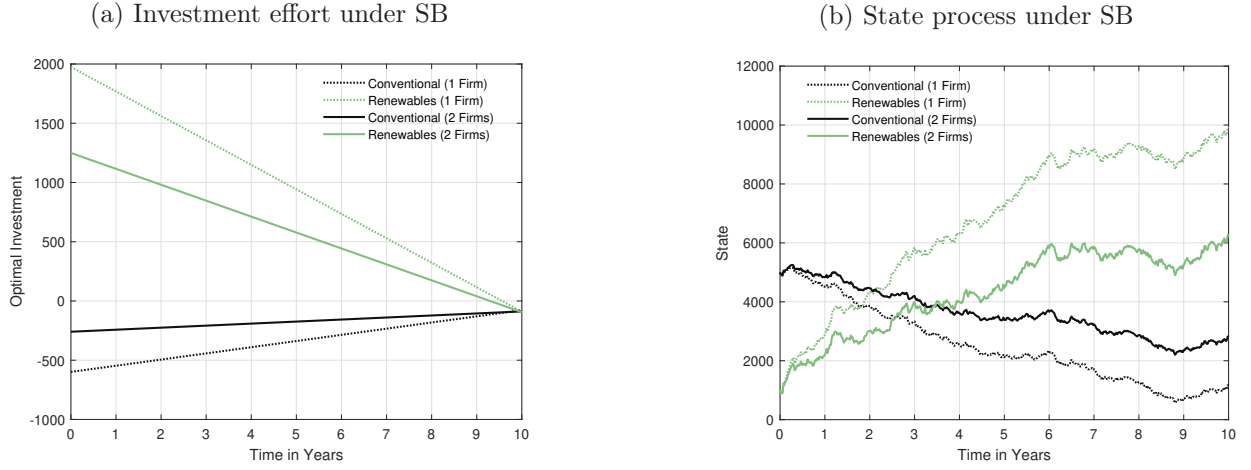 (a) Investment effort under SB
2000
1500
1000
500
0
-500
-1000
Optimal Investment
Conventional (1 Firm)
Renewables (1 Firm)
Conventional (2 Firms)
Renewables (2 Firms)
0 1 2 3 4 5 6 7 8 9 10
Time in Years
(b) State process under SB
12000
10000
8000
6000
4000
2000
0
State
Conventional (1 Firm)
Renewables (1 Firm)
Conventional (2 Firms)
Renewables (2 Firms)
0 1 2 3 4 5 6 7 8 9 10
Time in Years